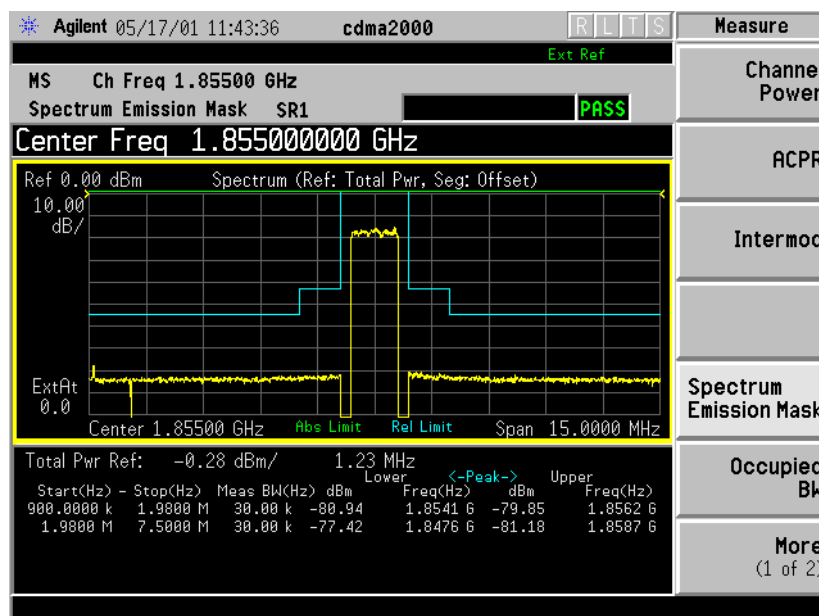 Agilent 05/17/01 11:43:36 cdma2000 R L T S Measure
Ext Ref
MS Ch Freq 1.85500 GHz
Spectrum Emission Mask SR1 PASS
Channe
Power
Center Freq 1.855000000 GHz
ACPR
Ref 0.00 dBm Spectrum (Ref: Total Pwr, Seg: Offset)
10.00
dB/
Intermod
ExtAt
0.0
Spectrum
Emission Mask
Center 1.85500 GHz Abs Limit Rel Limit Span 15.0000 MHz
Total Pwr Ref: -0.28 dBm/ 1.23 MHz
Lower <-Peak-> Upper
Start(Hz) - Stop(Hz) Meas BW(Hz) dBm Freq(Hz) dBm Freq(Hz)
900.0000 k 1.9800 M 30.00 k -80.94 1.8541 G -79.85 1.8562 G
1.9800 M 7.5000 M 30.00 k -77.42 1.8476 G -81.18 1.8587 G
Occupied
BW
More
(1 of 2)